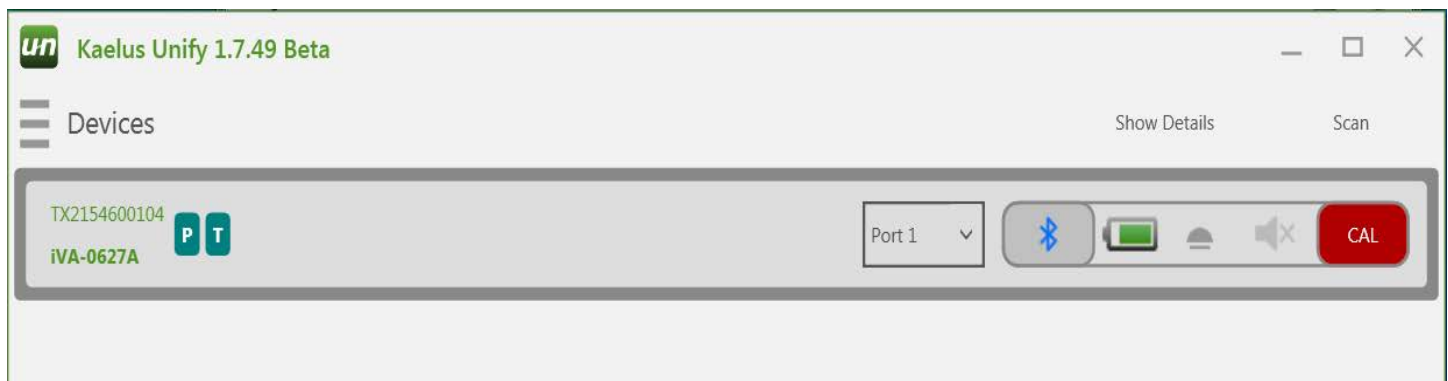 un Kaelus Unify 1.7.49 Beta
Devices Show Details Scan
TX2154600104
P T Port 1 CAL
iVA-0627A